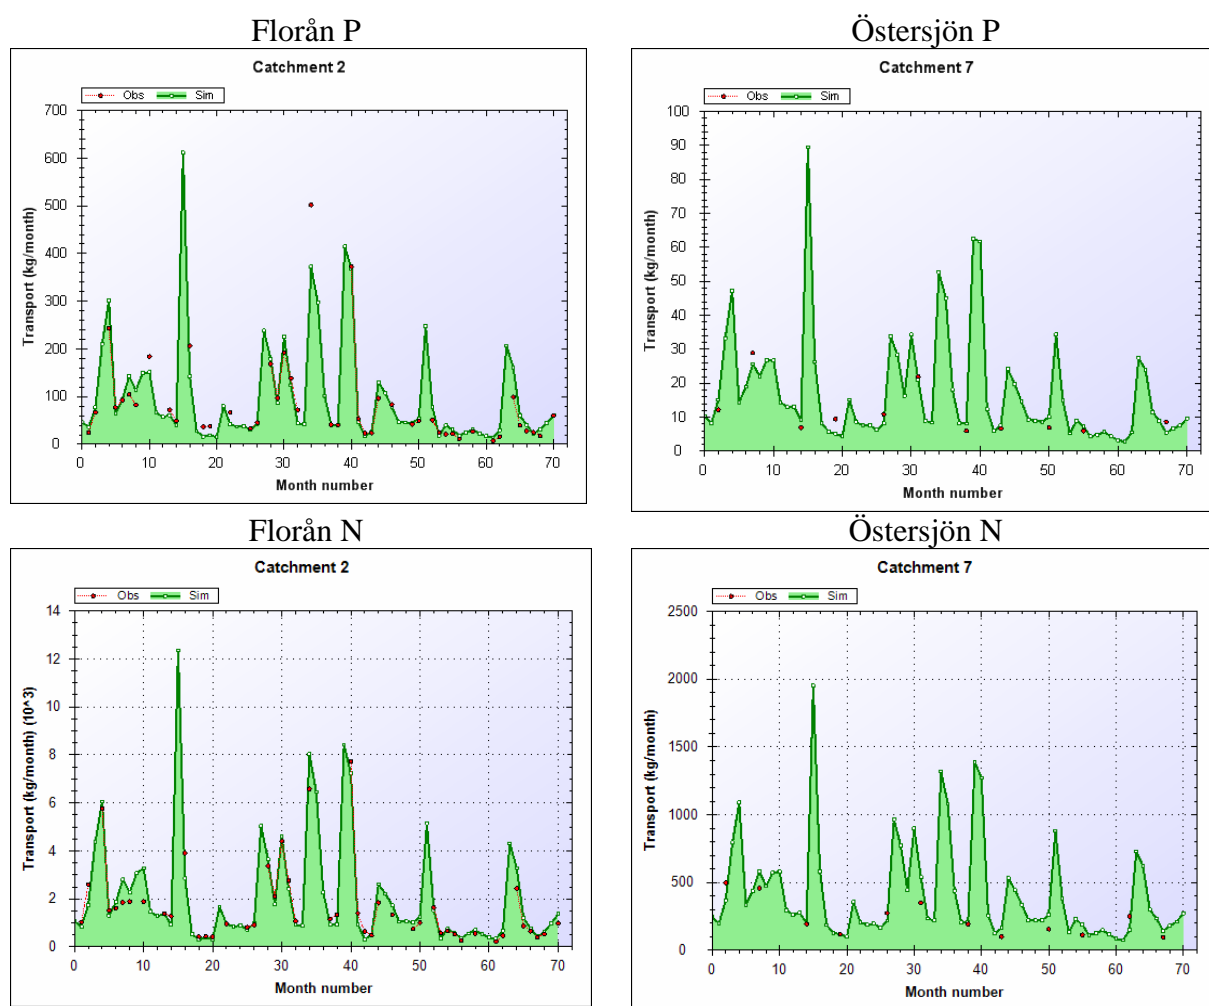 Florån P
Catchment 2
Obs Sim
Transport (kg/month)
700
600
500
400
300
200
100
0
0 10 20 30 40 50 60 70
Month number
Östersjön P
Catchment 7
Obs Sim
Transport (kg/month)
100
90
80
70
60
50
40
30
20
10
0
0 10 20 30 40 50 60 70
Month number
Florån N
Catchment 2
Obs Sim
Transport (kg/month) (10^3)
14
12
10
8
6
4
2
0
0 10 20 30 40 50 60 70
Month number
Östersjön N
Catchment 7
Obs Sim
Transport (kg/month)
2500
2000
1500
1000
500
0
0 10 20 30 40 50 60 70
Month number